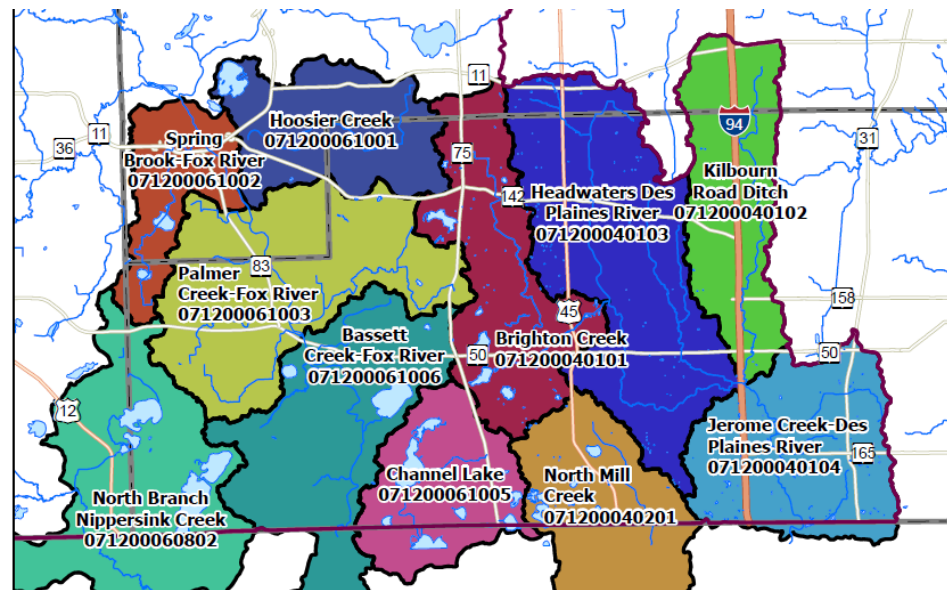 11
36
11
Spring
Brook-Fox River
071200061002
Hoosier Creek
071200061001
75
142
Headwaters Des
Plaines River
071200040103
94
Kilbourn
Road Ditch
071200040102
31
83
Palmer
Creek-Fox River
071200061003
158
45
Bassett
Creek-Fox River
071200061006
50
Brighton Creek
071200040101
50
12
Jerome Creek-Des
Plaines River
071200040104
165
North Branch
Nippersink Creek
071200060802
Channel Lake
071200061005
North Mill
Creek
071200040201